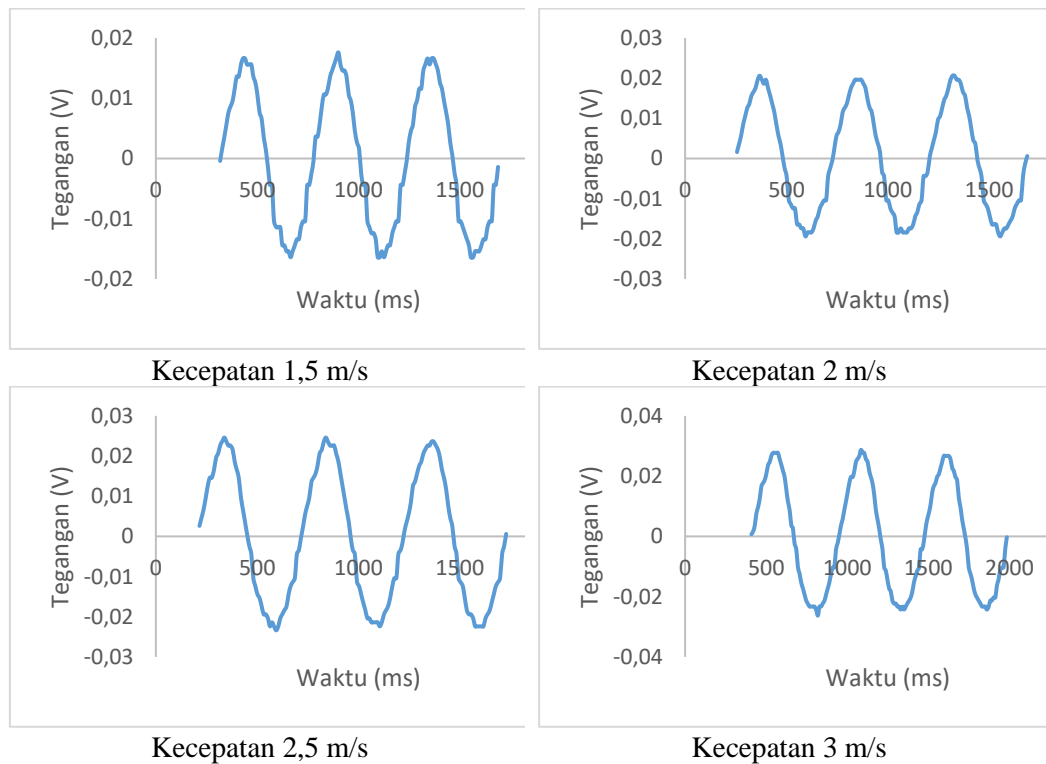 0,02
0,01
0
-0,01
-0,02
0 500 1000 1500
Tegangan (V)
Waktu (ms)
Kecepatan 1,5 m/s
0,03
0,02
0,01
0
-0,01
-0,02
-0,03
0 500 1000 1500
Tegangan (V)
Waktu (ms)
Kecepatan 2 m/s
0,03
0,02
0,01
0
-0,01
-0,02
-0,03
0 500 1000 1500
Tegangan (V)
Waktu (ms)
Kecepatan 2,5 m/s
0,04
0,02
0
-0,02
-0,04
0 500 1000 1500 2000
Tegangan (V)
Waktu (ms)
Kecepatan 3 m/s